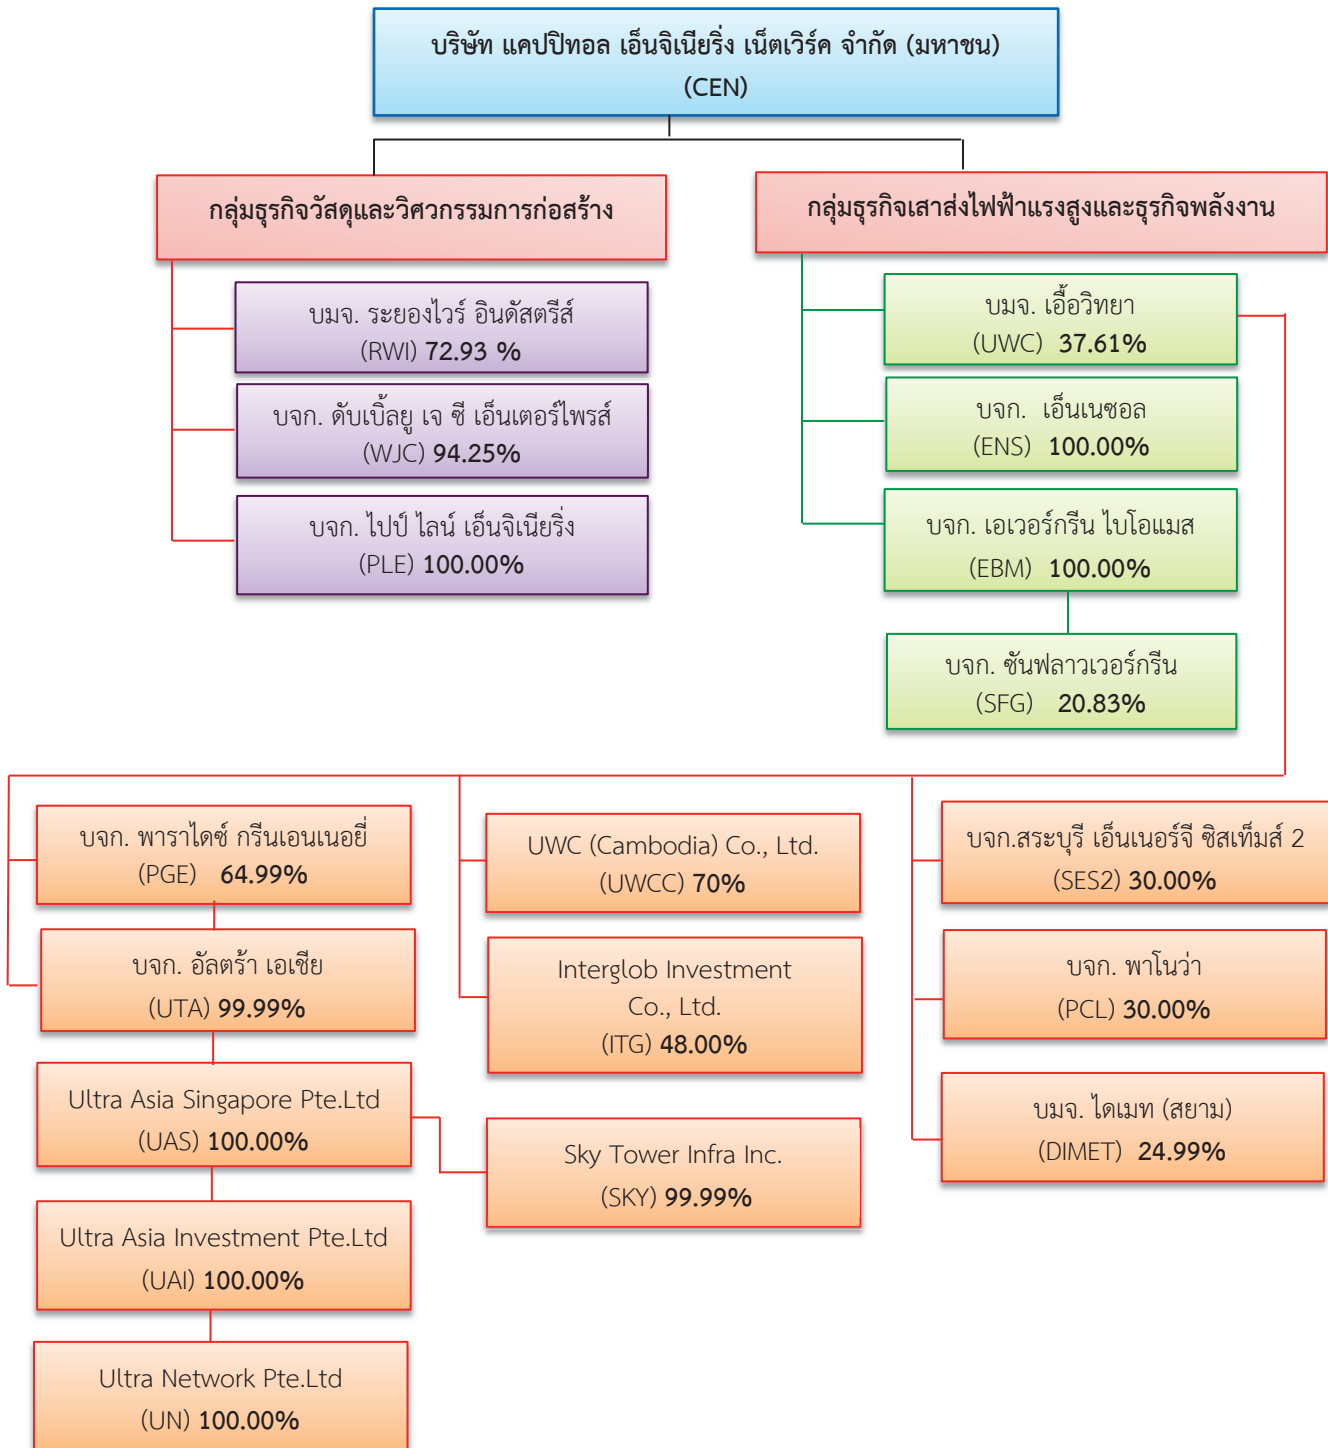 บริษัท แคปปิทอล เอ็นจิเนียริ่ง เน็ตเวิร์ค จำกัด (มหาชน)
(CEN)
กลุ่มธุรกิจวัสดุและวิศวกรรมการก่อสร้าง
กลุ่มธุรกิจเสาส่งไฟฟ้าแรงสูงและธุรกิจพลังงาน
บมจ. ระยองไวร์ อินดัสตรีส์
(RWI) 72.93 %
บจก. ดับเบิ้ลยู เจ ซี เอ็นเตอร์ไพรส์
(WJC) 94.25%
บจก. ไปป์ ไลน์ เอ็นจิเนียริ่ง
(PLE) 100.00%
บมจ. เอื้อวิทยา
(UWC) 37.61%
บจก. เอ็นเนซอล
(ENS) 100.00%
บจก. เอเวอร์กรีน ไบโอแมส
(EBM) 100.00%
บจก. ซันฟลาวเวอร์กรีน
(SFG) 20.83%
บจก. พาราไดซ์ กรีนเอนเนอยี่
(PGE) 64.99%
บจก. อัลตร้า เอเชีย
(UTA) 99.99%
Ultra Asia Singapore Pte.Ltd
(UAS) 100.00%
Ultra Asia Investment Pte.Ltd
(UAI) 100.00%
Ultra Network Pte.Ltd
(UN) 100.00%
UWC (Cambodia) Co., Ltd.
(UWCC) 70%
Interglob Investment
Co., Ltd.
(ITG) 48.00%
Sky Tower Infra Inc.
(SKY) 99.99%
บจก.สระบุรี เอ็นเนอร์จี ซิสเท็มส์ 2
(SES2) 30.00%
บจก. พาโนว่า
(PCL) 30.00%
บมจ. ไดเมท (สยาม)
(DIMET) 24.99%